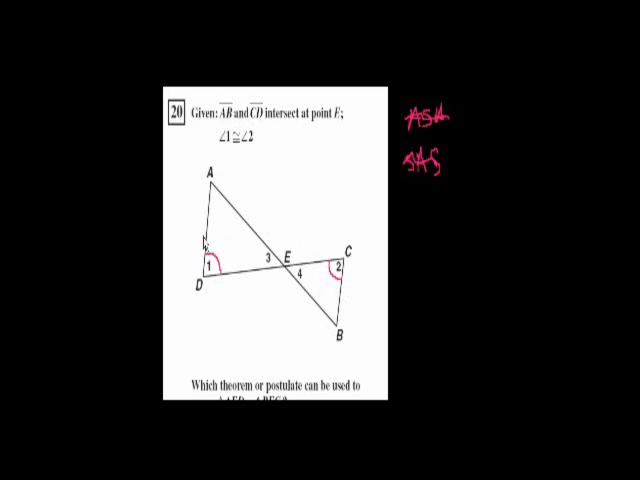 20 Given: AB and CD intersect at point E;
∠1≅∠2
A
3 E C
1 4 2
D
B
Which theorem or postulate can be used to
ASA
SAS